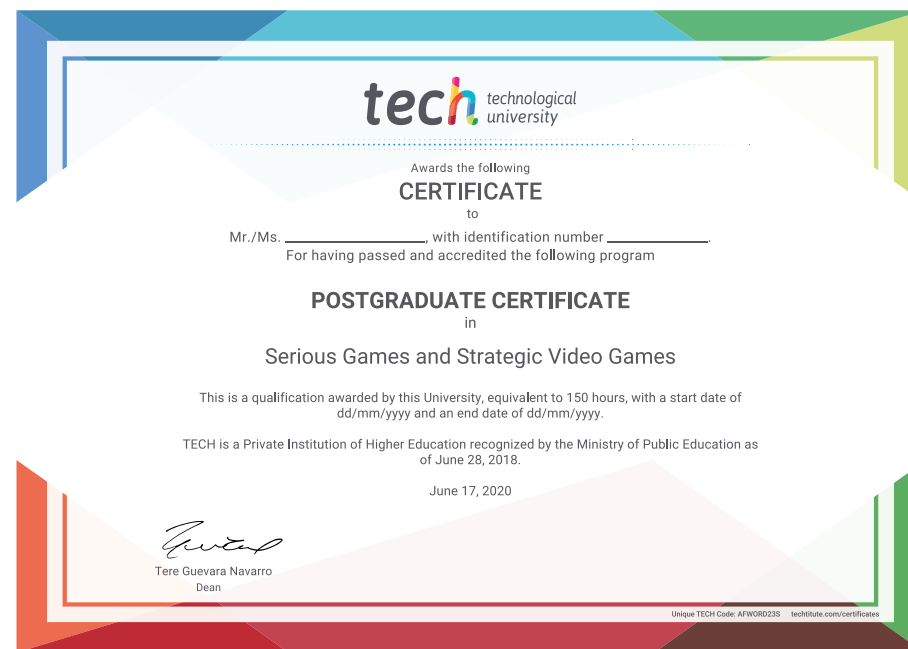 tech technological
university
Awards the following
CERTIFICATE
to
Mr./Ms. ____________________, with identification number ______________.
For having passed and accredited the following program
POSTGRADUATE CERTIFICATE
in
Serious Games and Strategic Video Games
This is a qualification awarded by this University, equivalent to 150 hours, with a start date of
dd/mm/yyyy and an end date of dd/mm/yyyy.
TECH is a Private Institution of Higher Education recognized by the Ministry of Public Education as
of June 28, 2018.
June 17, 2020
Tere Guevara Navarro
Dean
Unique TECH Code: AFWORD23S techtitute.com/certificates